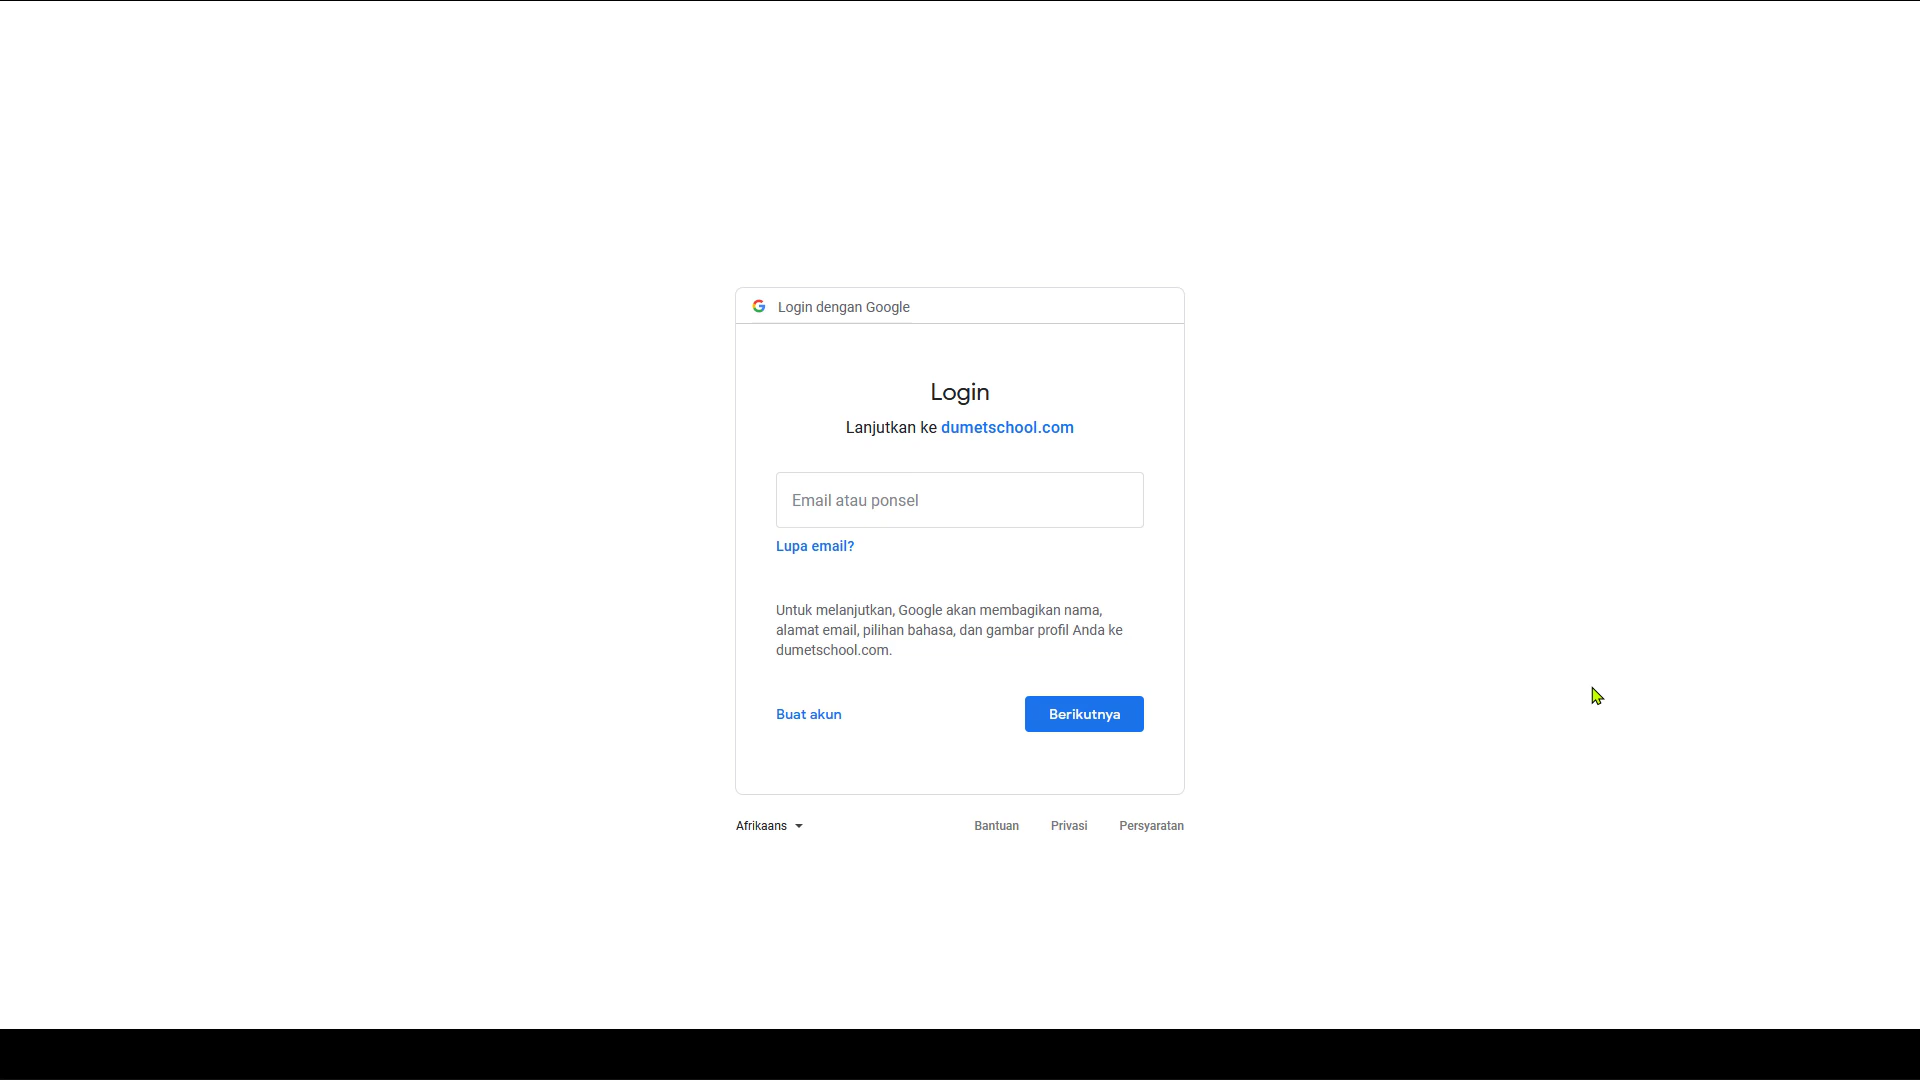 Login dengan Google
Login
Lanjutkan ke dumetschool.com
Email atau ponsel
Lupa email?
Untuk melanjutkan, Google akan membagikan nama,
alamat email, pilihan bahasa, dan gambar profil Anda ke
dumetschool.com.
Buat akun
Berikutnya
Afrikaans
Bantuan
Privasi
Persyaratan